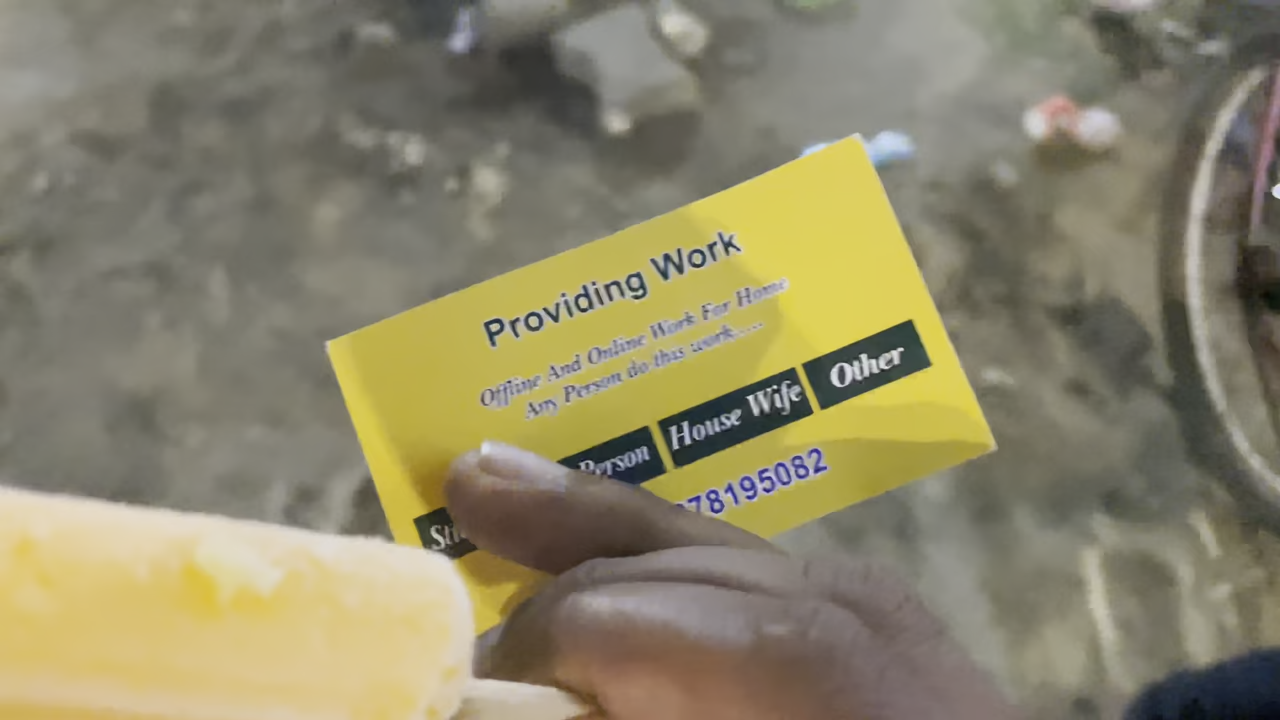 Providing Work
Offline And Online Work For Home
Any Person do this work.....
Person House Wife Other
78195082